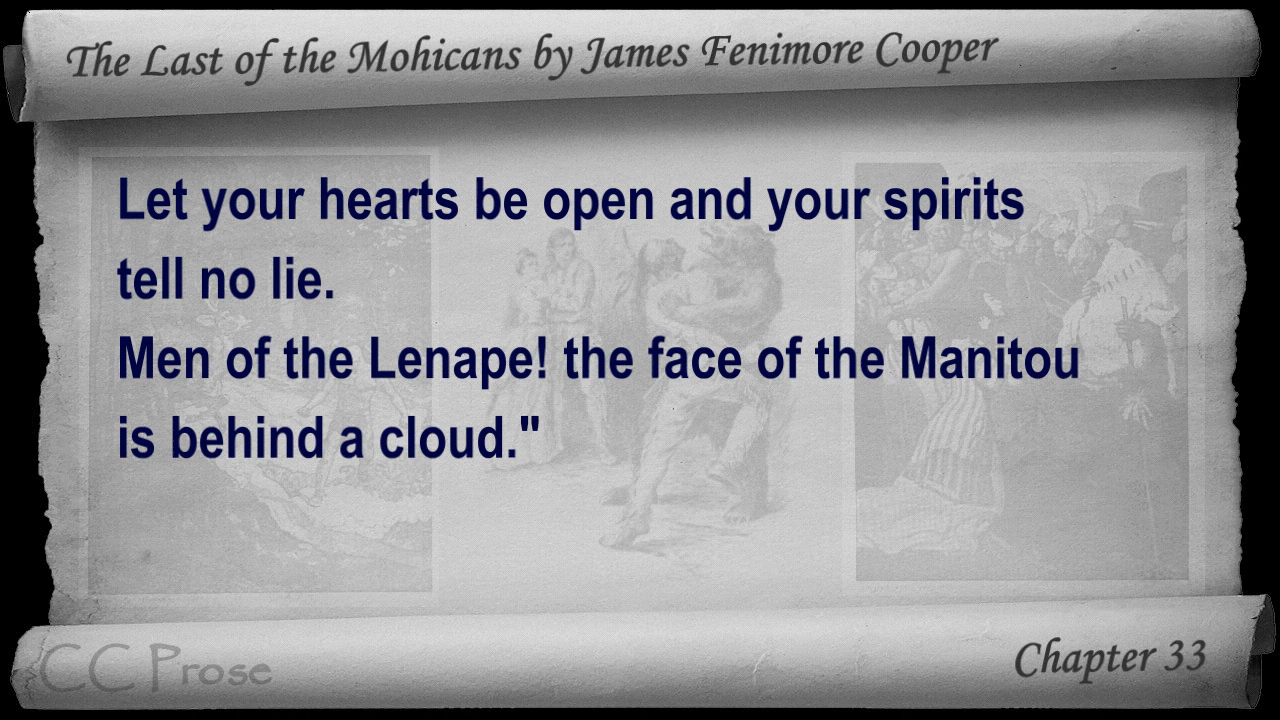 The Last of the Mohicans by James Fenimore Cooper
Let your hearts be open and your spirits
tell no lie.
Men of the Lenape! the face of the Manitou
is behind a cloud."
CC Prose
Chapter 33